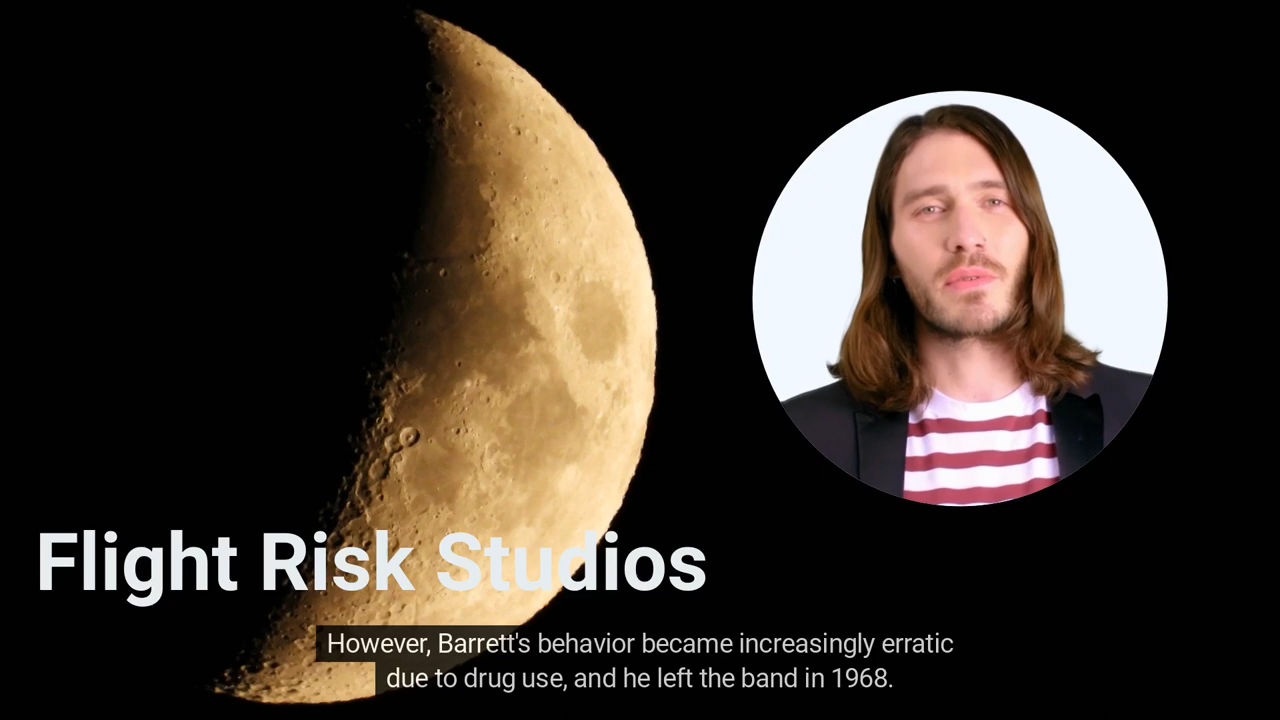 Flight Risk Studios
However, Barrett's behavior became increasingly erratic
due to drug use, and he left the band in 1968.